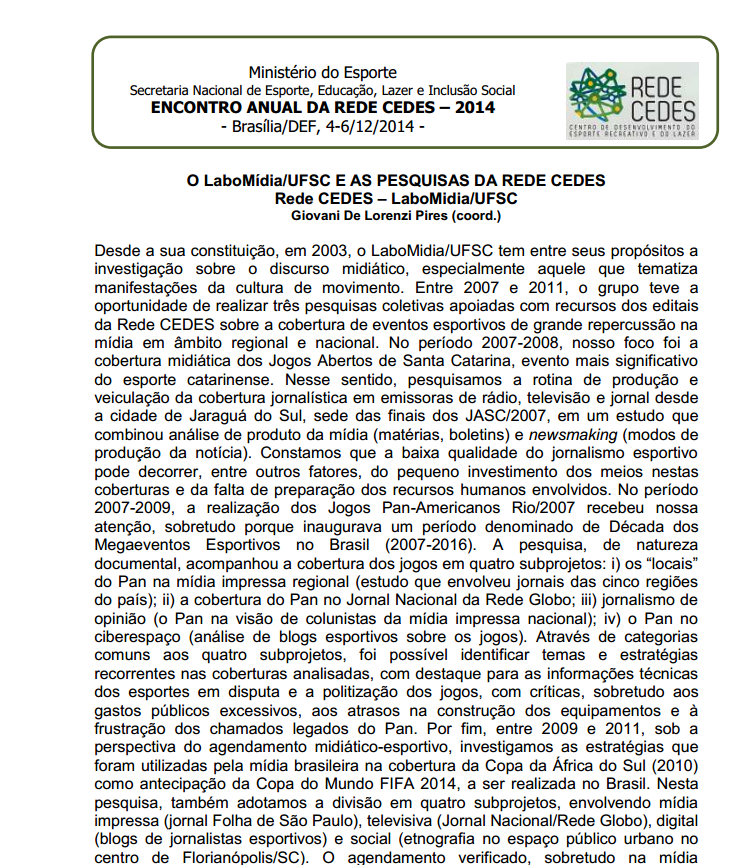 Ministério do Esporte
Secretaria Nacional de Esporte, Educação, Lazer e Inclusão Social
ENCONTRO ANUAL DA REDE CEDES – 2014
- Brasília/DEF, 4-6/12/2014 -
REDE
CEDES
CENTRO DE DESENVOLVIMENTO DO
ESPORTE RECREATIVO E DO LAZER
O LaboMídia/UFSC E AS PESQUISAS DA REDE CEDES
Rede CEDES – LaboMidia/UFSC
Giovani De Lorenzi Pires (coord.)
Desde a sua constituição, em 2003, o LaboMidia/UFSC tem entre seus propósitos a
investigação sobre o discurso midiático, especialmente aquele que tematiza
manifestações da cultura de movimento. Entre 2007 e 2011, o grupo teve a
oportunidade de realizar três pesquisas coletivas apoiadas com recursos dos editais
da Rede CEDES sobre a cobertura de eventos esportivos de grande repercussão na
mídia em âmbito regional e nacional. No período 2007-2008, nosso foco foi a
cobertura midiática dos Jogos Abertos de Santa Catarina, evento mais significativo
do esporte catarinense. Nesse sentido, pesquisamos a rotina de produção e
veiculação da cobertura jornalística em emissoras de rádio, televisão e jornal desde
a cidade de Jaraguá do Sul, sede das finais dos JASC/2007, em um estudo que
combinou análise de produto da mídia (matérias, boletins) e newsmaking (modos de
produção da notícia). Constamos que a baixa qualidade do jornalismo esportivo
pode decorrer, entre outros fatores, do pequeno investimento dos meios nestas
coberturas e da falta de preparação dos recursos humanos envolvidos. No período
2007-2009, a realização dos Jogos Pan-Americanos Rio/2007 recebeu nossa
atenção, sobretudo porque inaugurava um período denominado de Década dos
Megaeventos Esportivos no Brasil (2007-2016). A pesquisa, de natureza
documental, acompanhou a cobertura dos jogos em quatro subprojetos: i) os “locais”
do Pan na mídia impressa regional (estudo que envolveu jornais das cinco regiões
do país); ii) a cobertura do Pan no Jornal Nacional da Rede Globo; iii) jornalismo de
opinião (o Pan na visão de colunistas da mídia impressa nacional); iv) o Pan no
ciberespaço (análise de blogs esportivos sobre os jogos). Através de categorias
comuns aos quatro subprojetos, foi possível identificar temas e estratégias
recorrentes nas coberturas analisadas, com destaque para as informações técnicas
dos esportes em disputa e a politização dos jogos, com críticas, sobretudo aos
gastos públicos excessivos, aos atrasos na construção dos equipamentos e à
frustração dos chamados legados do Pan. Por fim, entre 2009 e 2011, sob a
perspectiva do agendamento midiático-esportivo, investigamos as estratégias que
foram utilizadas pela mídia brasileira na cobertura da Copa da África do Sul (2010)
como antecipação da Copa do Mundo FIFA 2014, a ser realizada no Brasil. Nesta
pesquisa, também adotamos a divisão em quatro subprojetos, envolvendo mídia
impressa (jornal Folha de São Paulo), televisiva (Jornal Nacional/Rede Globo), digital
(blogs de jornalistas esportivos) e social (etnografia no espaço público urbano no
centro de Florianópolis/SC). O agendamento verificado, sobretudo na mídia